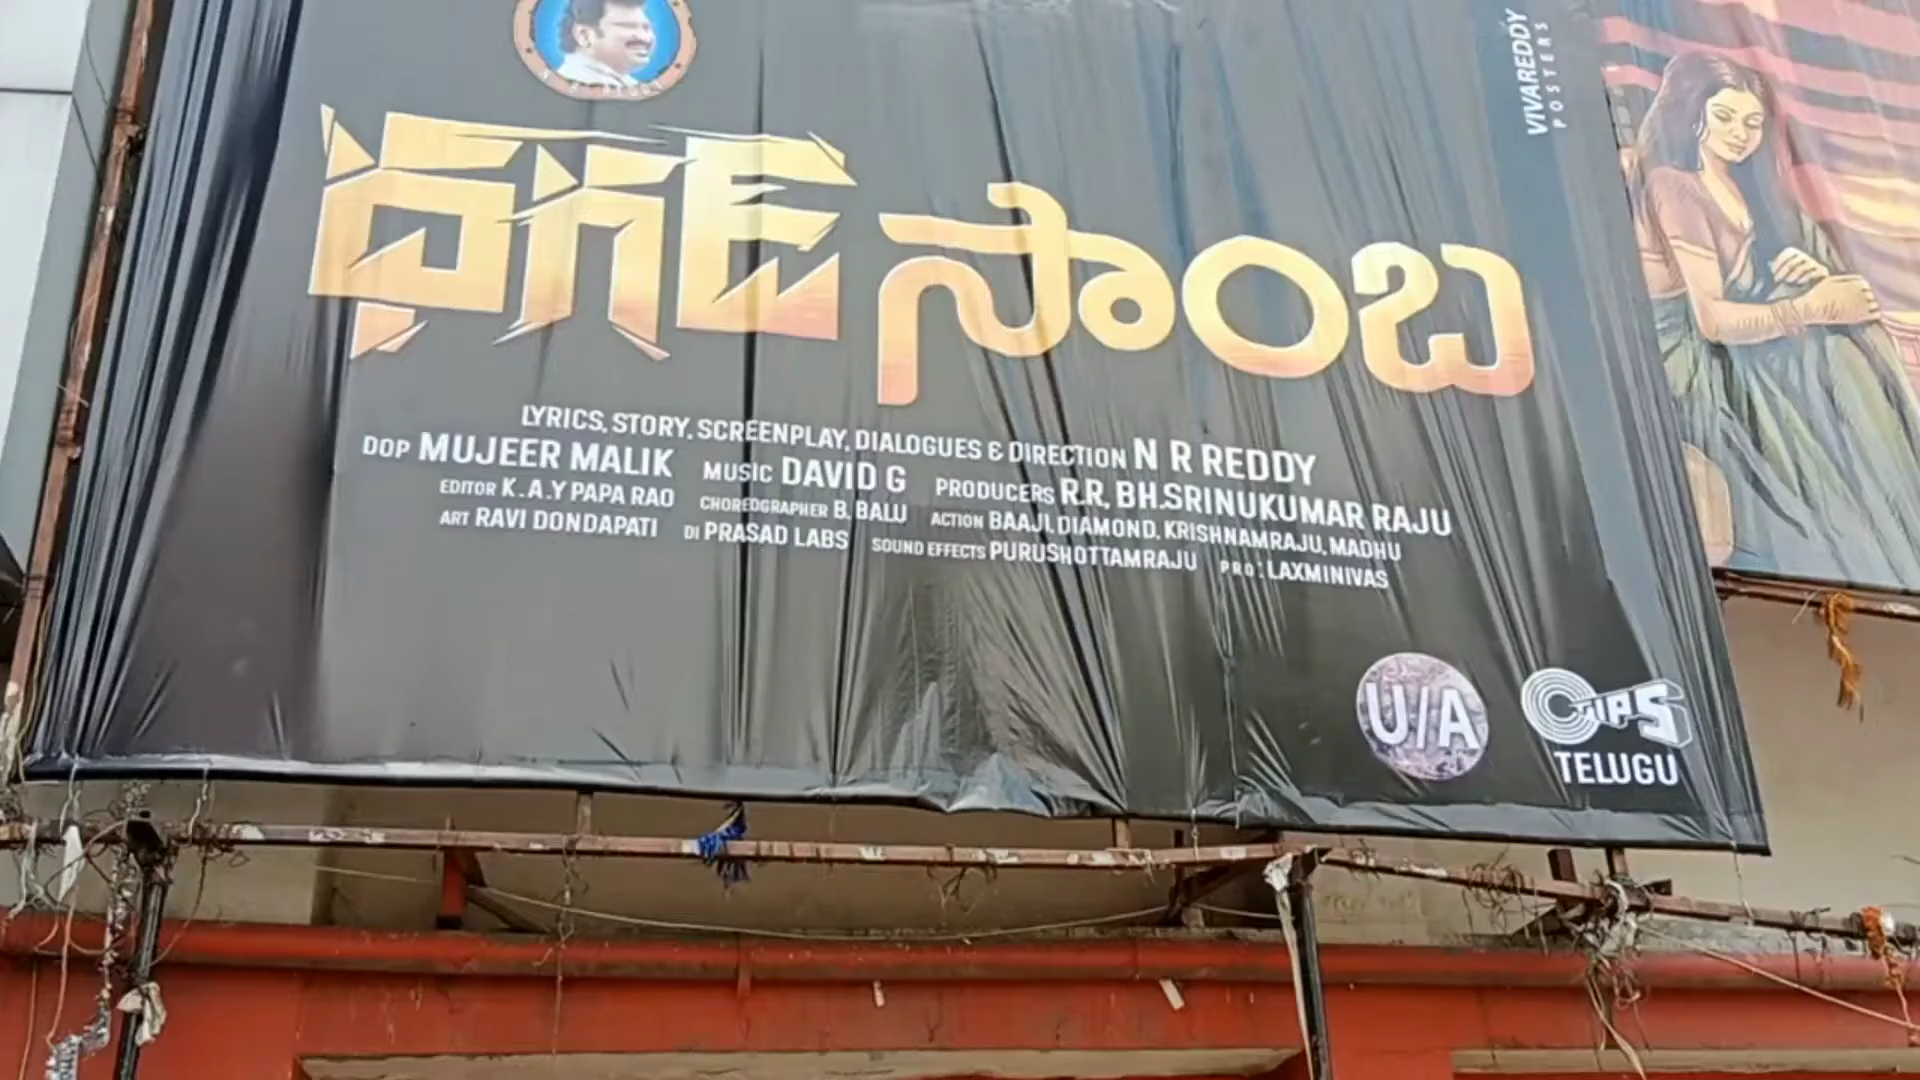 N R REDDY
VIVAREDDY
POSTERS
దగడ్ సాంబ
LYRICS, STORY, SCREENPLAY, DIALOGUES & DIRECTION N R REDDY
DOP MUJEER MALIK MUSIC DAVID G PRODUCERS R.R, BH.SRINUKUMAR RAJU
EDITOR K.A.Y PAPA RAO CHOREOGRAPHER B. BALU ACTION BAAJI, DIAMOND, KRISHNAMRAJU, MADHU
ART RAVI DONDAPATI DI PRASAD LABS SOUND EFFECTS PURUSHOTTAMRAJU PRO : LAXMINIVAS
U/A
TIPS
TELUGU